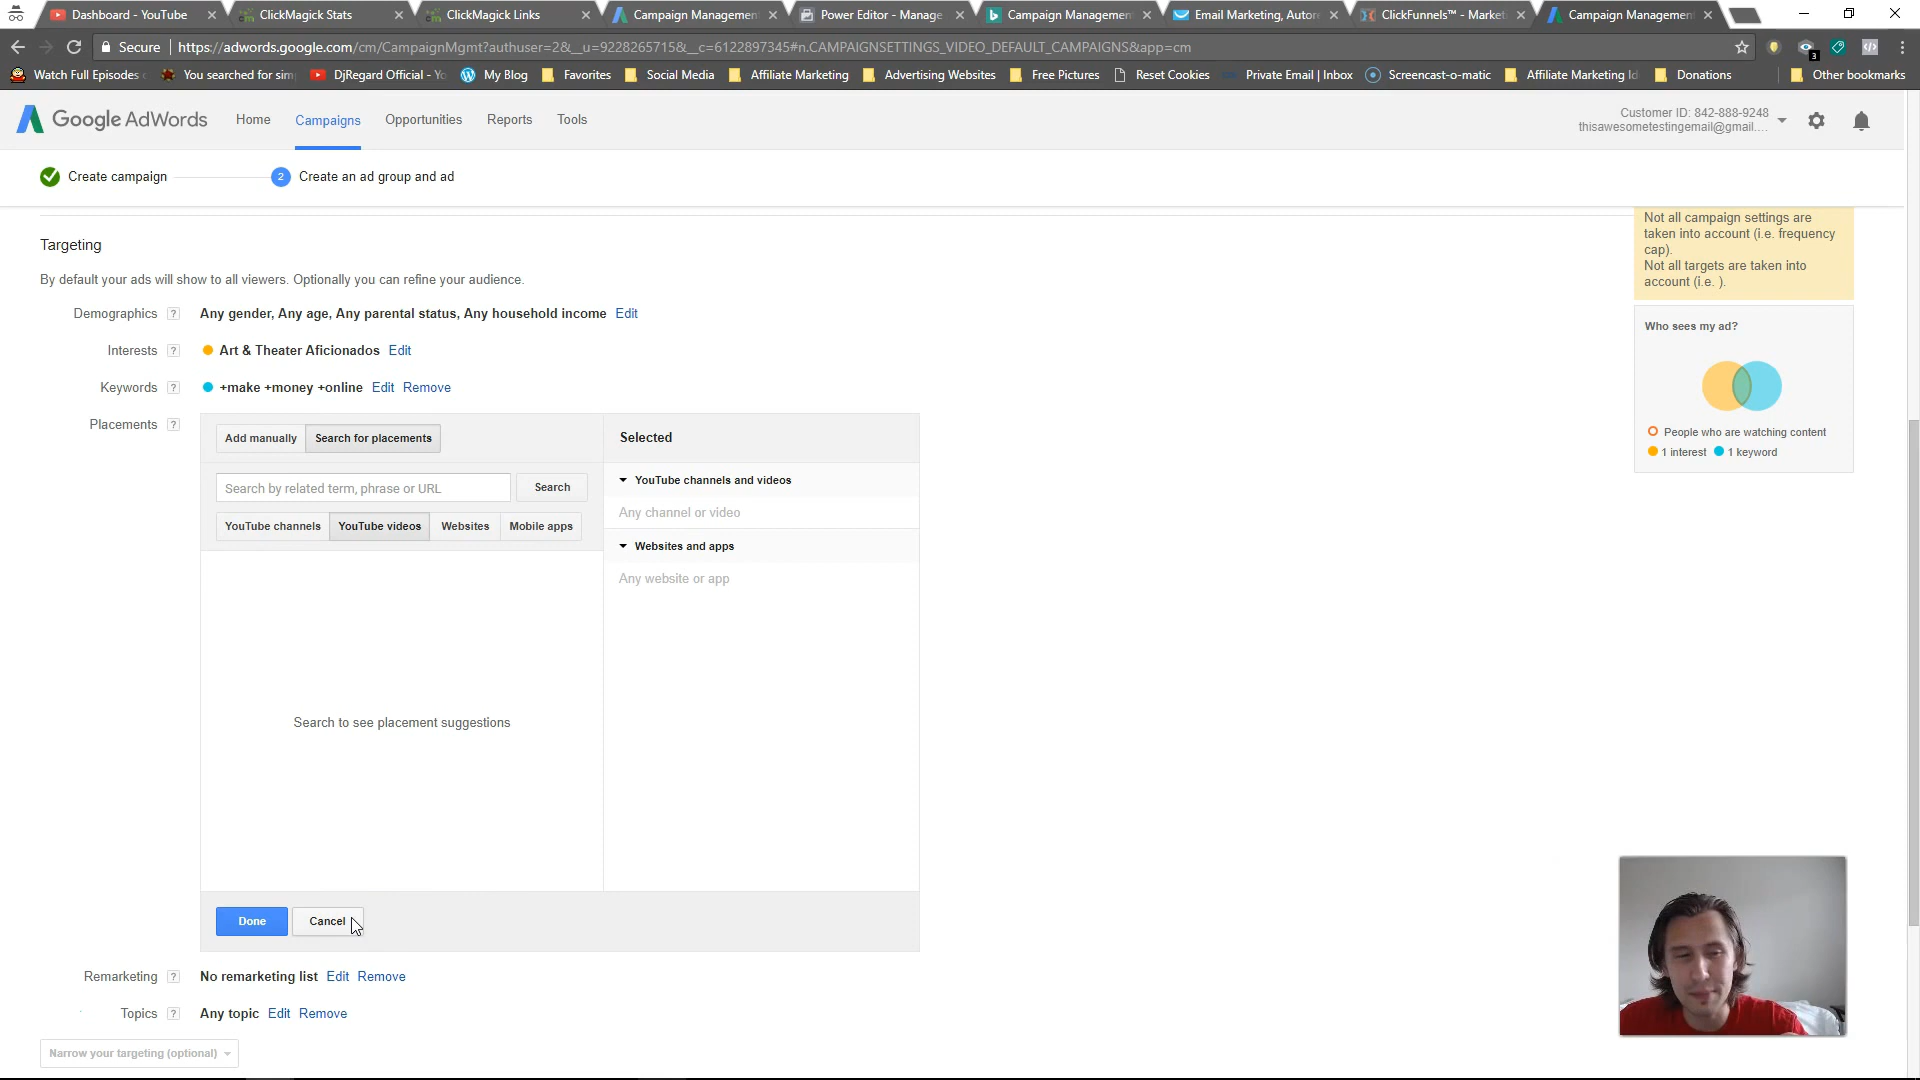 Dashboard - YouTube
ClickMagick Stats
ClickMagick Links
Campaign Managemen
Power Editor - Manage
Campaign Managemen
Email Marketing, Autor
ClickFunnels™ - Market
Campaign Managemen
Secure
https://adwords.google.com/cm/CampaignMgmt?authuser=2&__u=9228265715&__c=6122897345#n.CAMPAIGNSETTINGS_VIDEO_DEFAULT_CAMPAIGNS&app=cm
3
Watch Full Episodes
You searched for sim
DjRegard Official - Yo
My Blog
Favorites
Social Media
Affiliate Marketing
Advertising Websites
Free Pictures
Reset Cookies
Private Email | Inbox
Screencast-o-matic
Affiliate Marketing Id
Donations
Other bookmarks
Google AdWords
Home
Campaigns
Opportunities
Reports
Tools
Customer ID: 842-888-9248
thisawesometestingemail@gmail....
Create campaign
2
Create an ad group and ad
Not all campaign settings are
taken into account (i.e. frequency
cap).
Not all targets are taken into
account (i.e. ).
Targeting
By default your ads will show to all viewers. Optionally you can refine your audience.
Demographics ? Any gender, Any age, Any parental status, Any household income Edit
Interests ? Art & Theater Aficionados Edit
Keywords ? +make +money +online Edit Remove
Placements ?
Who sees my ad?
People who are watching content
1 interest 1 keyword
Add manually
Search for placements
Selected
Search by related term, phrase or URL
Search
YouTube channels and videos
Any channel or video
YouTube channels
YouTube videos
Websites
Mobile apps
Websites and apps
Any website or app
Search to see placement suggestions
Done
Cancel
Remarketing ? No remarketing list Edit Remove
Topics ? Any topic Edit Remove
Narrow your targeting (optional)